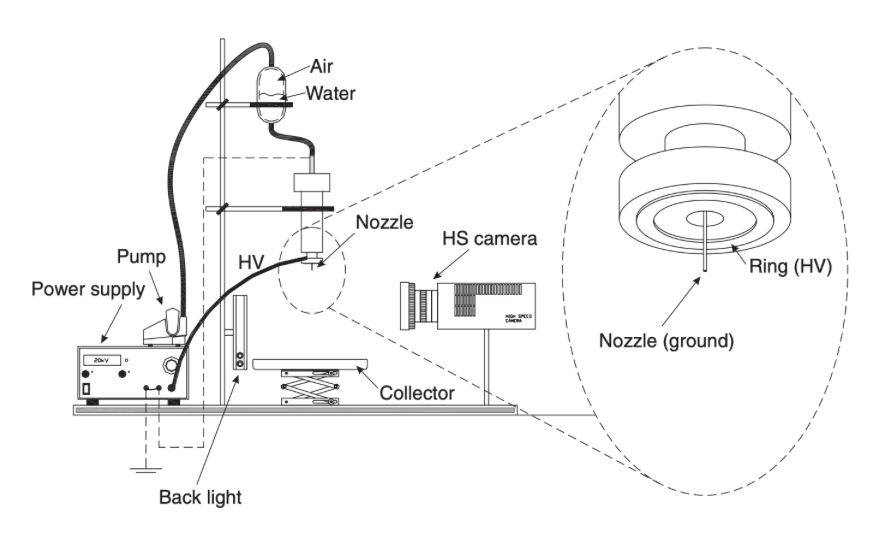 Air
Water
Nozzle
HS camera
Pump
HV
Power supply
20kV
HIGH SPEED
CAMERA
Ring (HV)
Nozzle (ground)
Collector
Back light